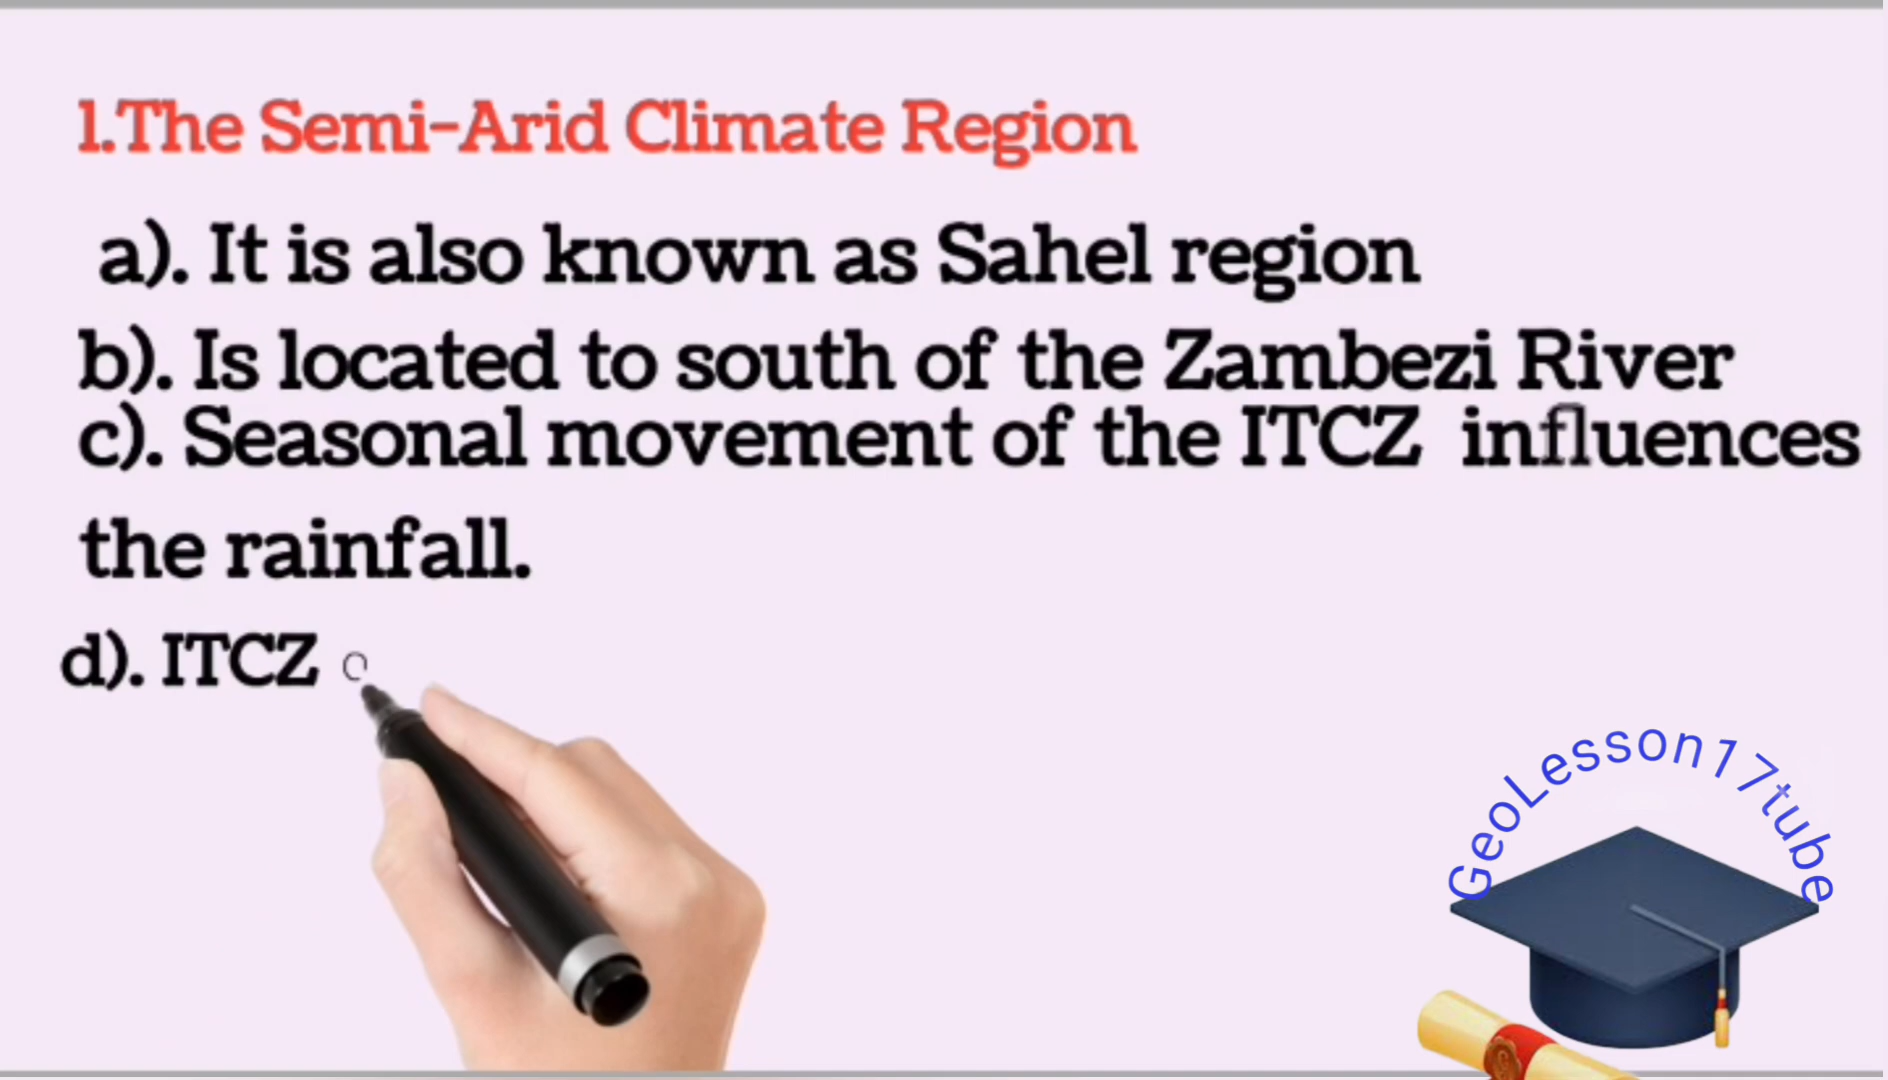 1.The Semi-Arid Climate Region
a). It is also known as Sahel region
b). Is located to south of the Zambezi River
c). Seasonal movement of the ITCZ influences
the rainfall.
d). ITCZ
GeoLesson17tube